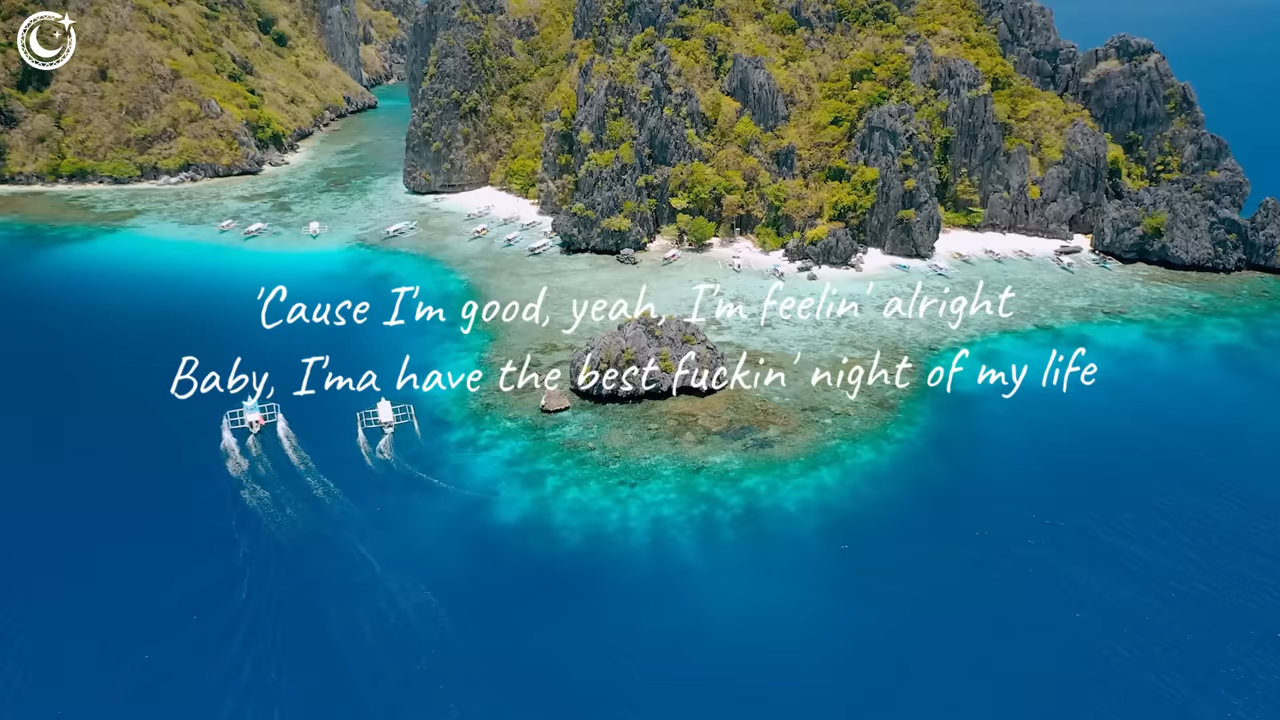 'Cause I'm good, yeah, I'm feelin' alright
Baby, I'ma have the best fuckin' night of my life